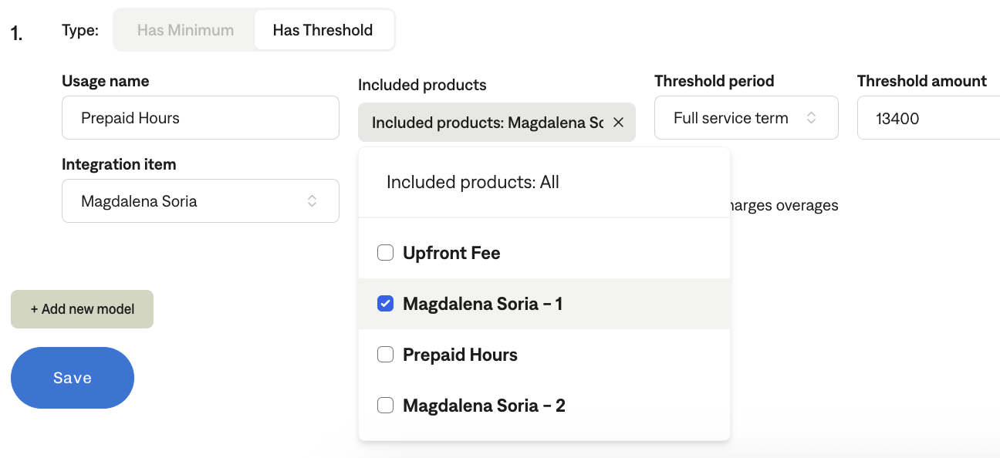 1.
Type:
Has Minimum
Has Threshold
Usage name
Included products
Threshold period
Threshold amount
Prepaid Hours
Included products: Magdalena
Full service term
13400
Integration item
Magdalena Soria
Included products: All
overages
Upfront Fee
Magdalena Soria – 1
+ Add new model
Prepaid Hours
Save
Magdalena Soria – 2